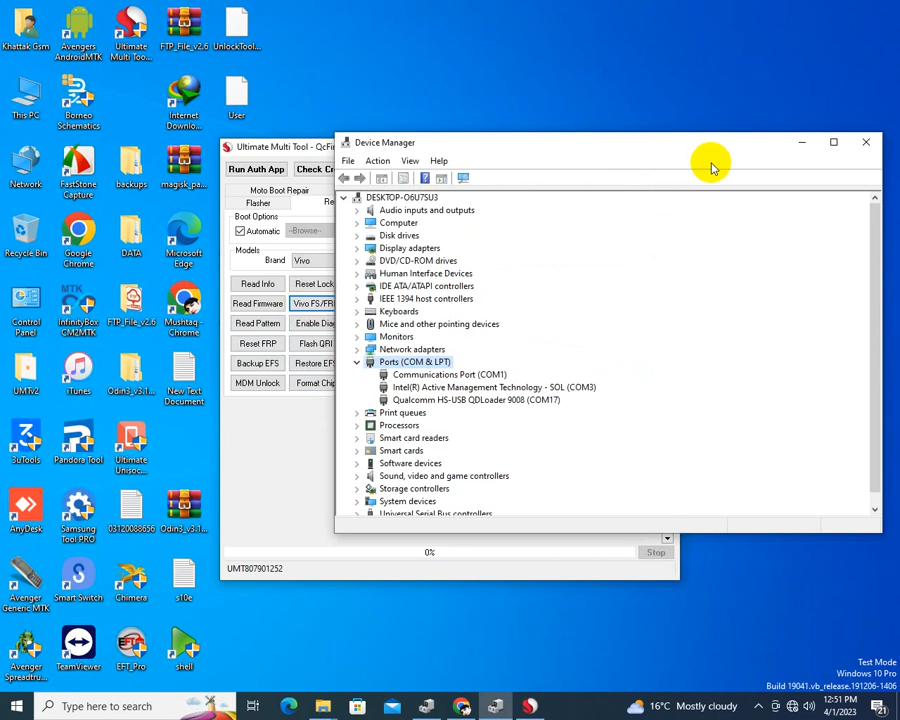 Khattak Gsm
Avengers AndroidMTK
Ultimate Multi Too...
FTP_File_v2.6
UnlockTool...
This PC
Borneo Schematics
Internet Downlo...
User
Network
FastStone Capture
backups
magisk_pa...
Recycle Bin
Google Chrome
DATA
Microsoft Edge
Control Panel
MTK
InfinityBox CM2MTK
FTP_File_v2.6
Mushtaq - Chrome
UMTv2
iTunes
Odin3_v3.1...
New Text Document
3uTools
Pandora Tool
Ultimate Unisoc...
AnyDesk
Samsung Tool PRO
03120088656
Odin3_v3.1...
Avenger Generic MTK
Smart Switch
Chimera
s10e
Avenger Spreadtru...
TeamViewer
EFT
EFT_Pro
shell
Ultimate Multi Tool - QcFir
Run Auth App
Check Cr
Moto Boot Repair
Flasher
Re
Boot Options
Automatic
--Browse--
Models
Brand
Vivo
Read Info
Reset Lock
Read Firmware
Vivo FS/FR
Read Pattern
Enable Dia
Reset FRP
Flash QRI
Backup EFS
Restore EF
MDM Unlock
Format Chip
0%
Stop
UMT807901252
Device Manager
File
Action
View
Help
DESKTOP-O6U7SU3
Audio inputs and outputs
Computer
Disk drives
Display adapters
DVD/CD-ROM drives
Human Interface Devices
IDE ATA/ATAPI controllers
IEEE 1394 host controllers
Keyboards
Mice and other pointing devices
Monitors
Network adapters
Ports (COM & LPT)
Communications Port (COM1)
Intel(R) Active Management Technology - SOL (COM3)
Qualcomm HS-USB QDLoader 9008 (COM17)
Print queues
Processors
Smart card readers
Smart cards
Software devices
Sound, video and game controllers
Storage controllers
System devices
Universal Serial Bus controllers
Test Mode
Windows 10 Pro
Build 19041.vb_release.191206-1406
Type here to search
16°C Mostly cloudy
12:51 PM
4/1/2023
21